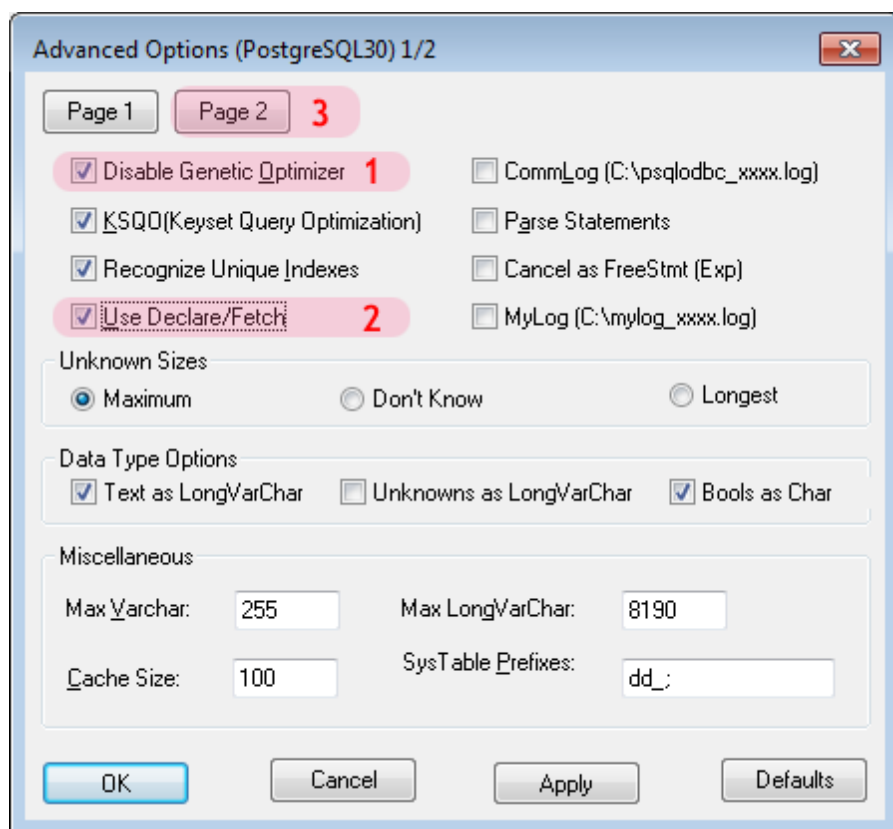 Advanced Options (PostgreSQL30) 1/2
Page 1 Page 2 3
Disable Genetic Optimizer 1 CommLog (C:\psqlodbc_xxxx.log)
KSQO(Keyset Query Optimization) Parse Statements
Recognize Unique Indexes Cancel as FreeStmt (Exp)
Use Declare/Fetch 2 MyLog (C:\mylog_xxxx.log)
Unknown Sizes
Maximum Don't Know Longest
Data Type Options
Text as LongVarChar Unknowns as LongVarChar Bools as Char
Miscellaneous
Max Varchar: 255 Max LongVarChar: 8190
Cache Size: 100 SysTable Prefixes: dd_;
OK Cancel Apply Defaults